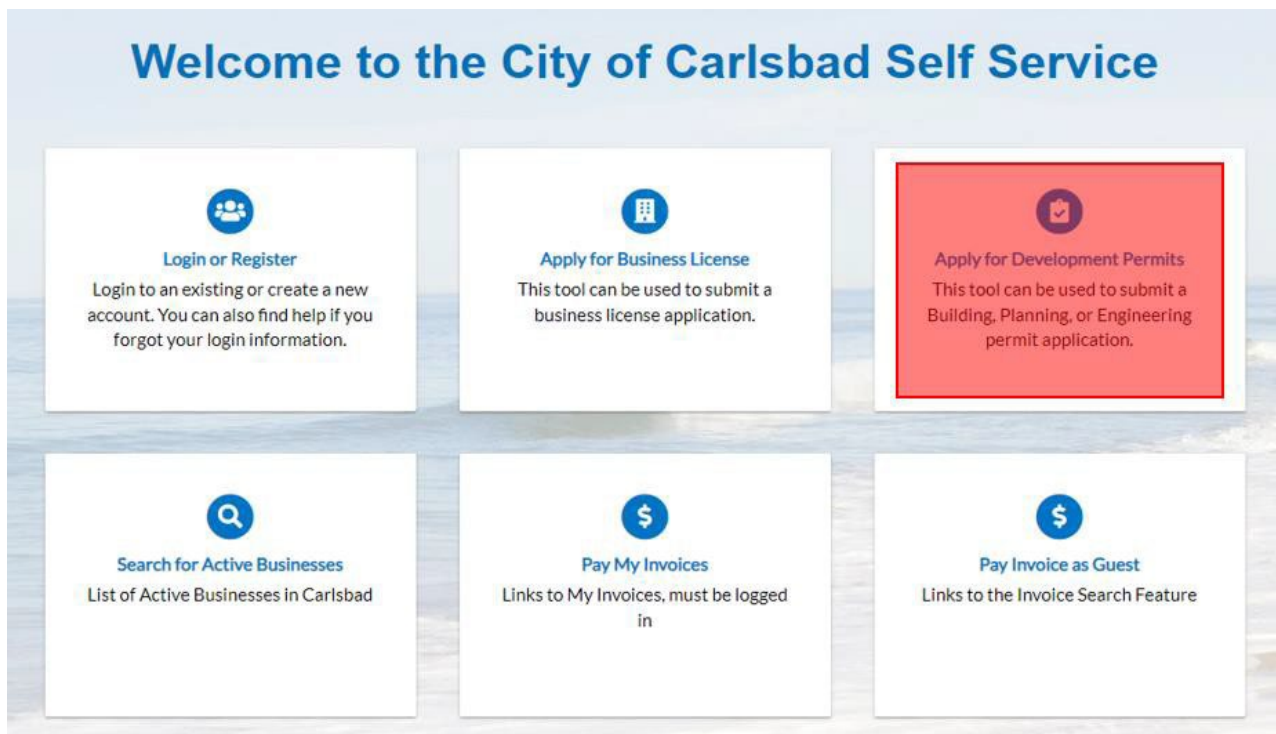 Welcome to the City of Carlsbad Self Service
Login or Register
Login to an existing or create a new
account. You can also find help if you
forgot your login information.
Apply for Business License
This tool can be used to submit a
business license application.
Apply for Development Permits
This tool can be used to submit a
Building, Planning, or Engineering
permit application.
Search for Active Businesses
List of Active Businesses in Carlsbad
Pay My Invoices
Links to My Invoices, must be logged
in
Pay Invoice as Guest
Links to the Invoice Search Feature